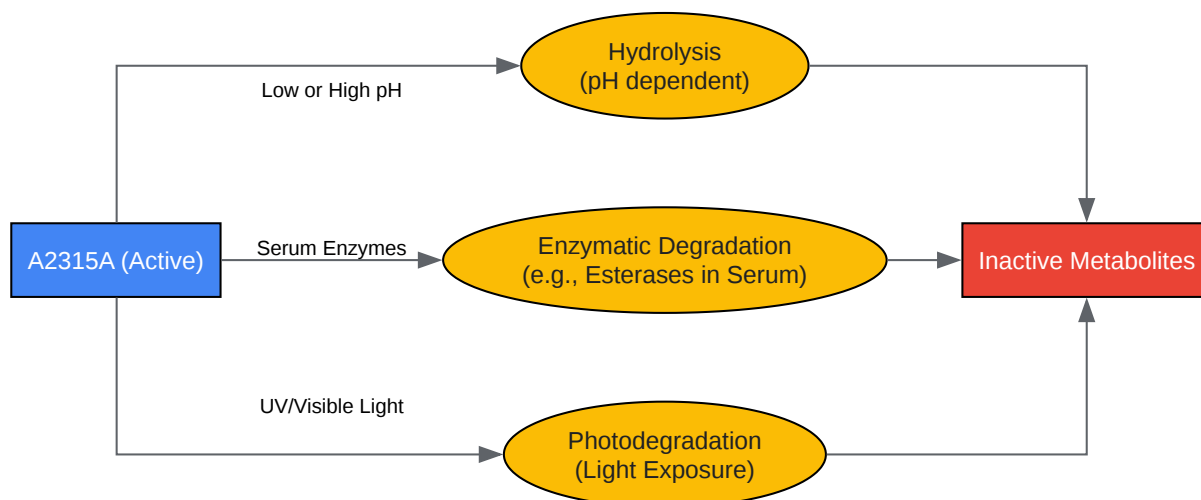 Hydrolysis
(pH dependent)
Low or High pH
A2315A (Active)
Serum Enzymes
Enzymatic Degradation
(e.g., Esterases in Serum)
Inactive Metabolites
UV/Visible Light
Photodegradation
(Light Exposure)